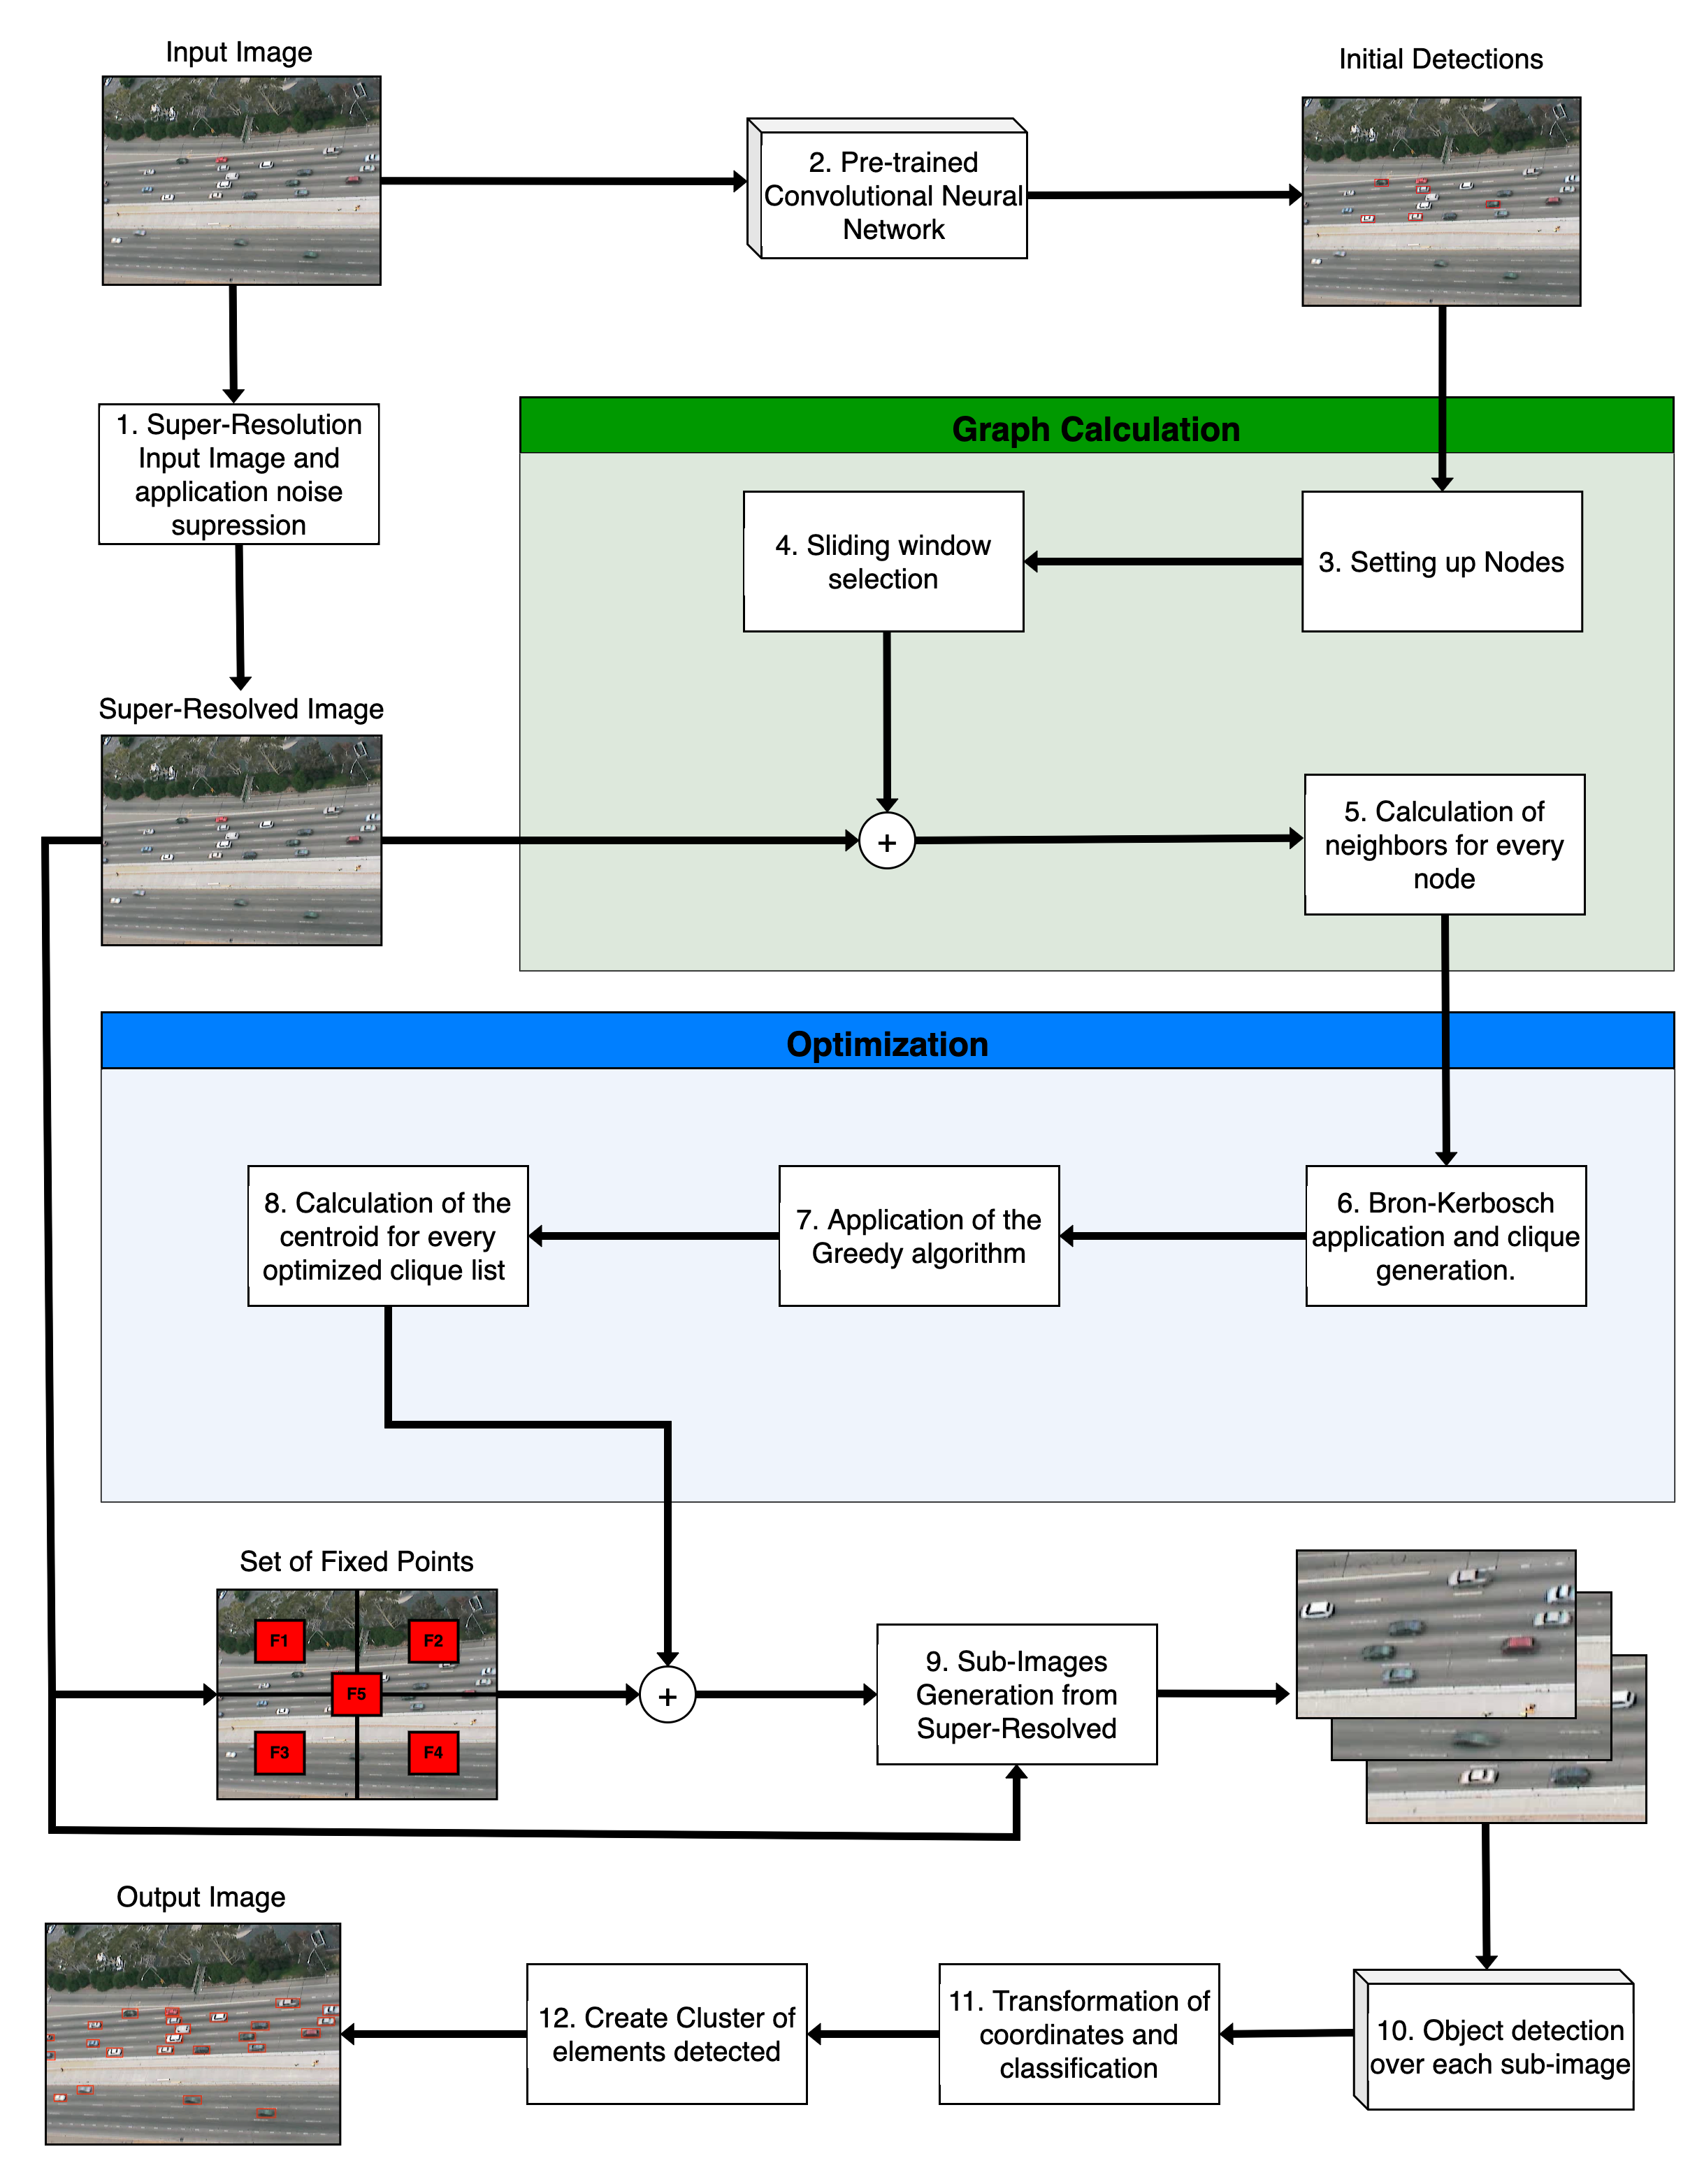 Input Image
Initial Detections
2. Pre-trained
Convolutional Neural
Network
1. Super-Resolution
Input Image and
application noise
supression
Graph Calculation
4. Sliding window
selection
3. Setting up Nodes
Super-Resolved Image
+
5. Calculation of
neighbors for every
node
Optimization
8. Calculation of the
centroid for every
optimized clique list
7. Application of the
Greedy algorithm
6. Bron-Kerbosch
application and clique
generation.
Set of Fixed Points
F1
F2
F5
F3
F4
+
9. Sub-Images
Generation from
Super-Resolved
Output Image
12. Create Cluster of
elements detected
11. Transformation of
coordinates and
classification
10. Object detection
over each sub-image